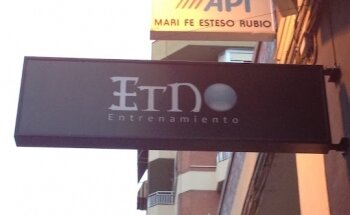 API
MARI FE ESTESO RUBIO
ETNO
Entrenamiento